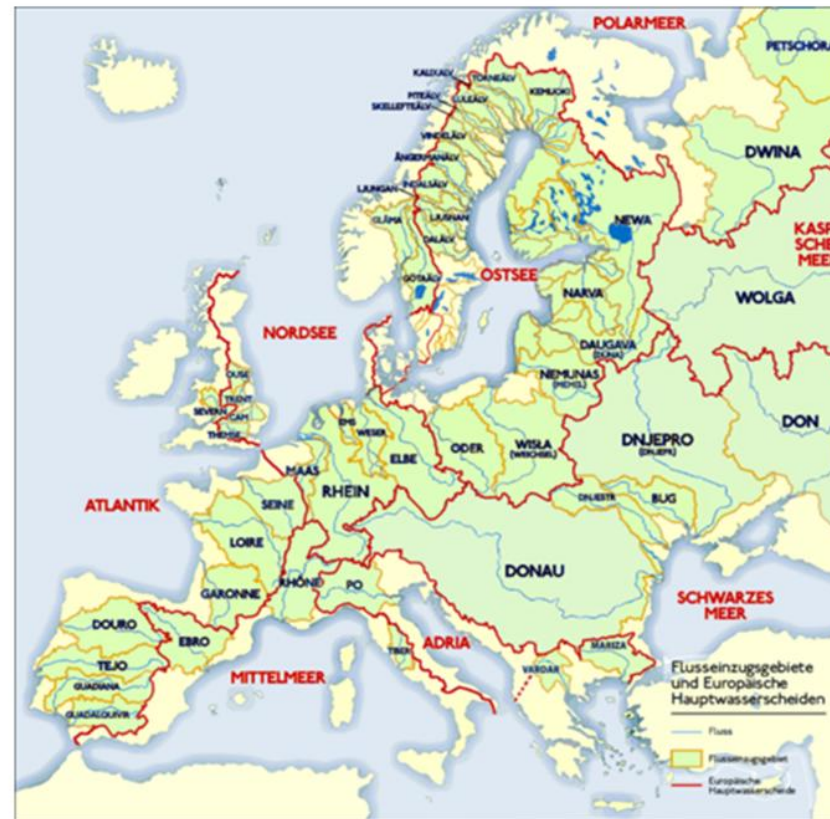 POLARMEER
PETSCHORA
KALIXÄLV
TORNEÄLV
KEMIJOKI
PITEÄLV
LULEÄLV
SKELLEFTEÄLV
VINDELÄLV
DWINA
ÅNGERMANÄLV
LJUNGAN
INDALSÄLV
GLÅMA
LJUSNAN
NEWA
KASPI
SCHE
MEE
DALÄLV
GÖTAÄLV
OSTSEE
NARVA
WOLGA
NORDSEE
DAUGAVA
(DÜNA)
NEMUNAS
(MEMEL)
OUSE
TRENT
SEVERN
CAM
THEMSE
EMS
WESER
ELBE
ODER
WISŁA
(WEICHSEL)
DNJEPRO
(DNJEPR)
DON
MAAS
RHEIN
ATLANTIK
SEINE
DNJESTR
BUG
LOIRE
DONAU
RHÔNE
PO
GARONNE
SCHWARZES
MEER
DOURO
EBRO
ADRIA
TIBER
MARIZA
VARDAR
TEJO
MITTELMEER
GUADIANA
GUADALQUIVIR
Flusseinzugsgebiete
und Europäische
Hauptwasserscheiden
Fluss
Flusseinzugsgebiet
Europäische
Hauptwasserscheide